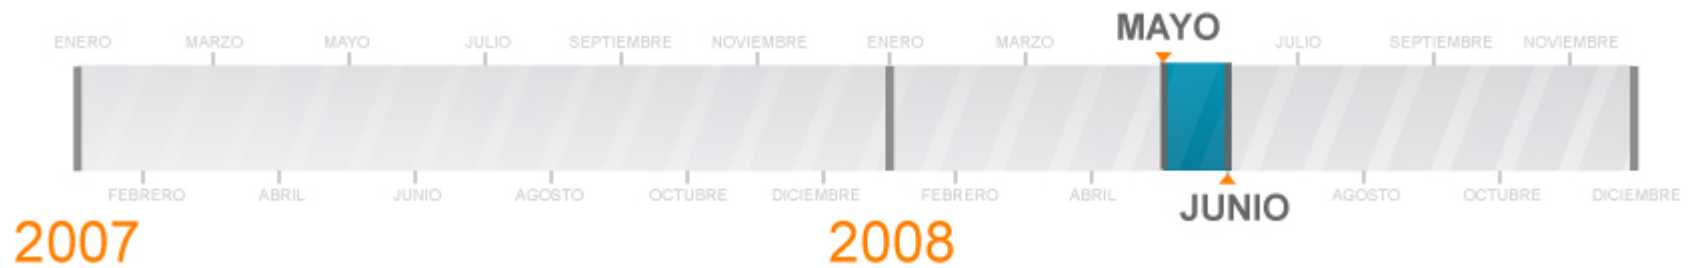 MAYO
ENERO MARZO MAYO JULIO SEPTIEMBRE NOVIEMBRE ENERO MARZO JULIO SEPTIEMBRE NOVIEMBRE
FEBRERO ABRIL JUNIO AGOSTO OCTUBRE DICIEMBRE FEBRERO ABRIL AGOSTO OCTUBRE DICIEMBRE
JUNIO
2007 2008